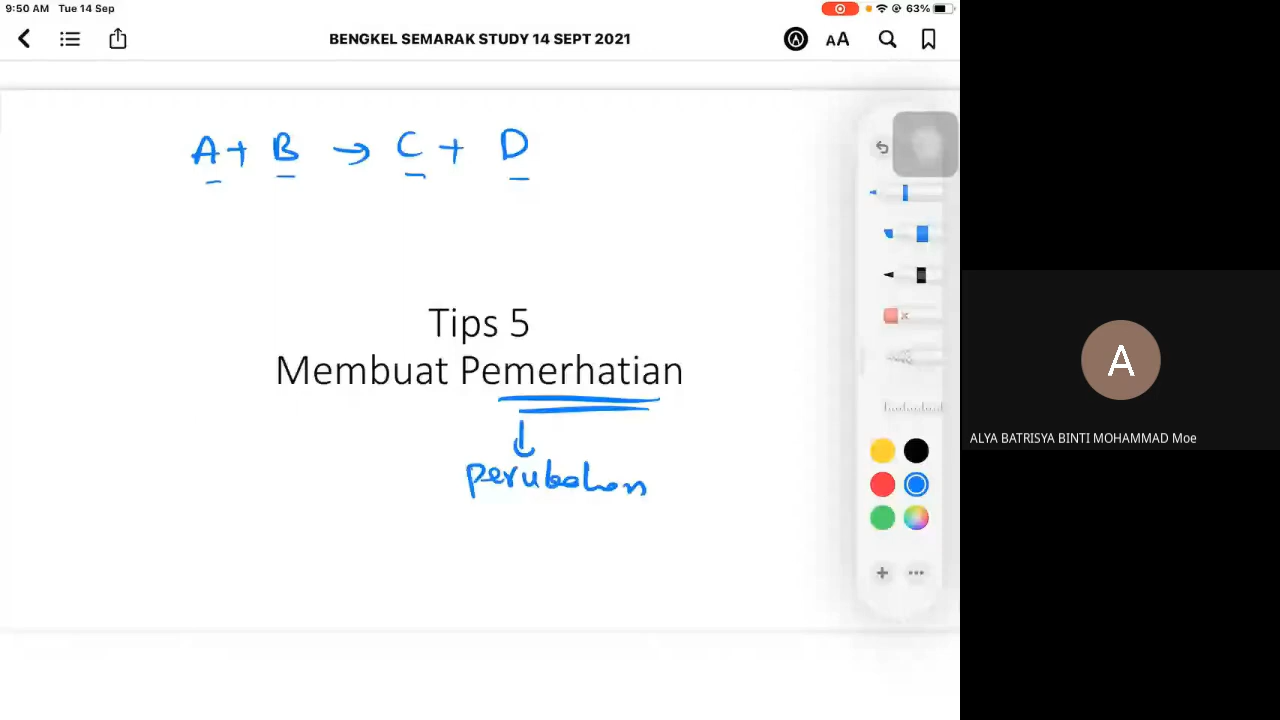 9:50 AM Tue 14 Sep
63%
BENGKEL SEMARAK STUDY 14 SEPT 2021
AA
A + B → C + D
Tips 5
Membuat Pemerhatian
perubahan
A
ALYA BATRISYA BINTI MOHAMMAD Moe